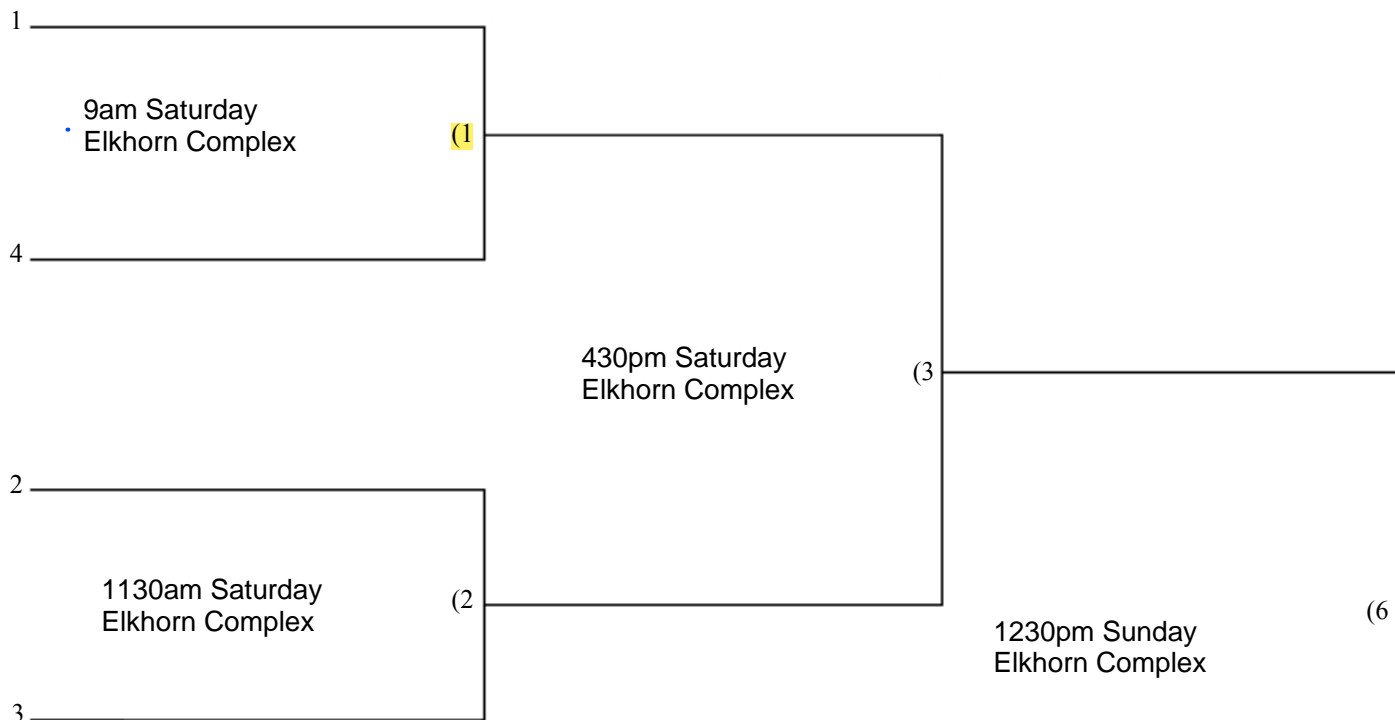 1
9am Saturday
Elkhorn Complex
(1
4
430pm Saturday
Elkhorn Complex
(3
2
1130am Saturday
Elkhorn Complex
(2
1230pm Sunday
Elkhorn Complex
(6
3